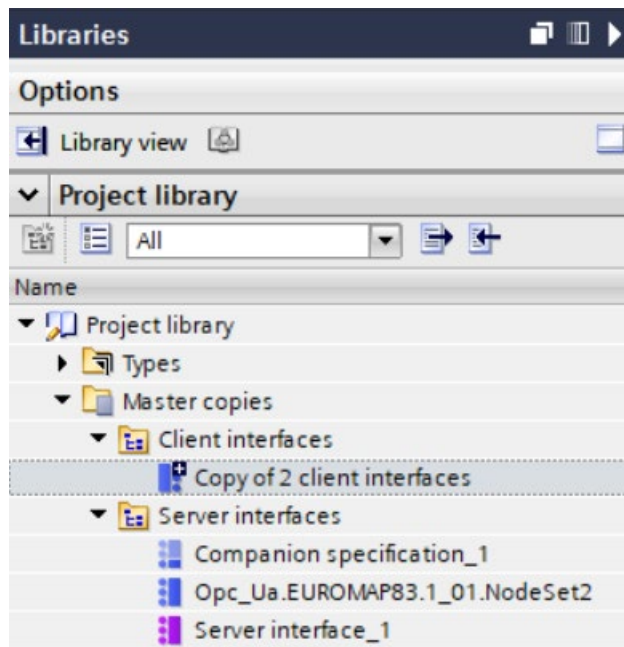 Libraries
Options
Library view
Project library
All
Name
Project library
Types
Master copies
Client interfaces
Copy of 2 client interfaces
Server interfaces
Companion specification_1
Opc_Ua.EUROMAP83.1_01.NodeSet2
Server interface_1